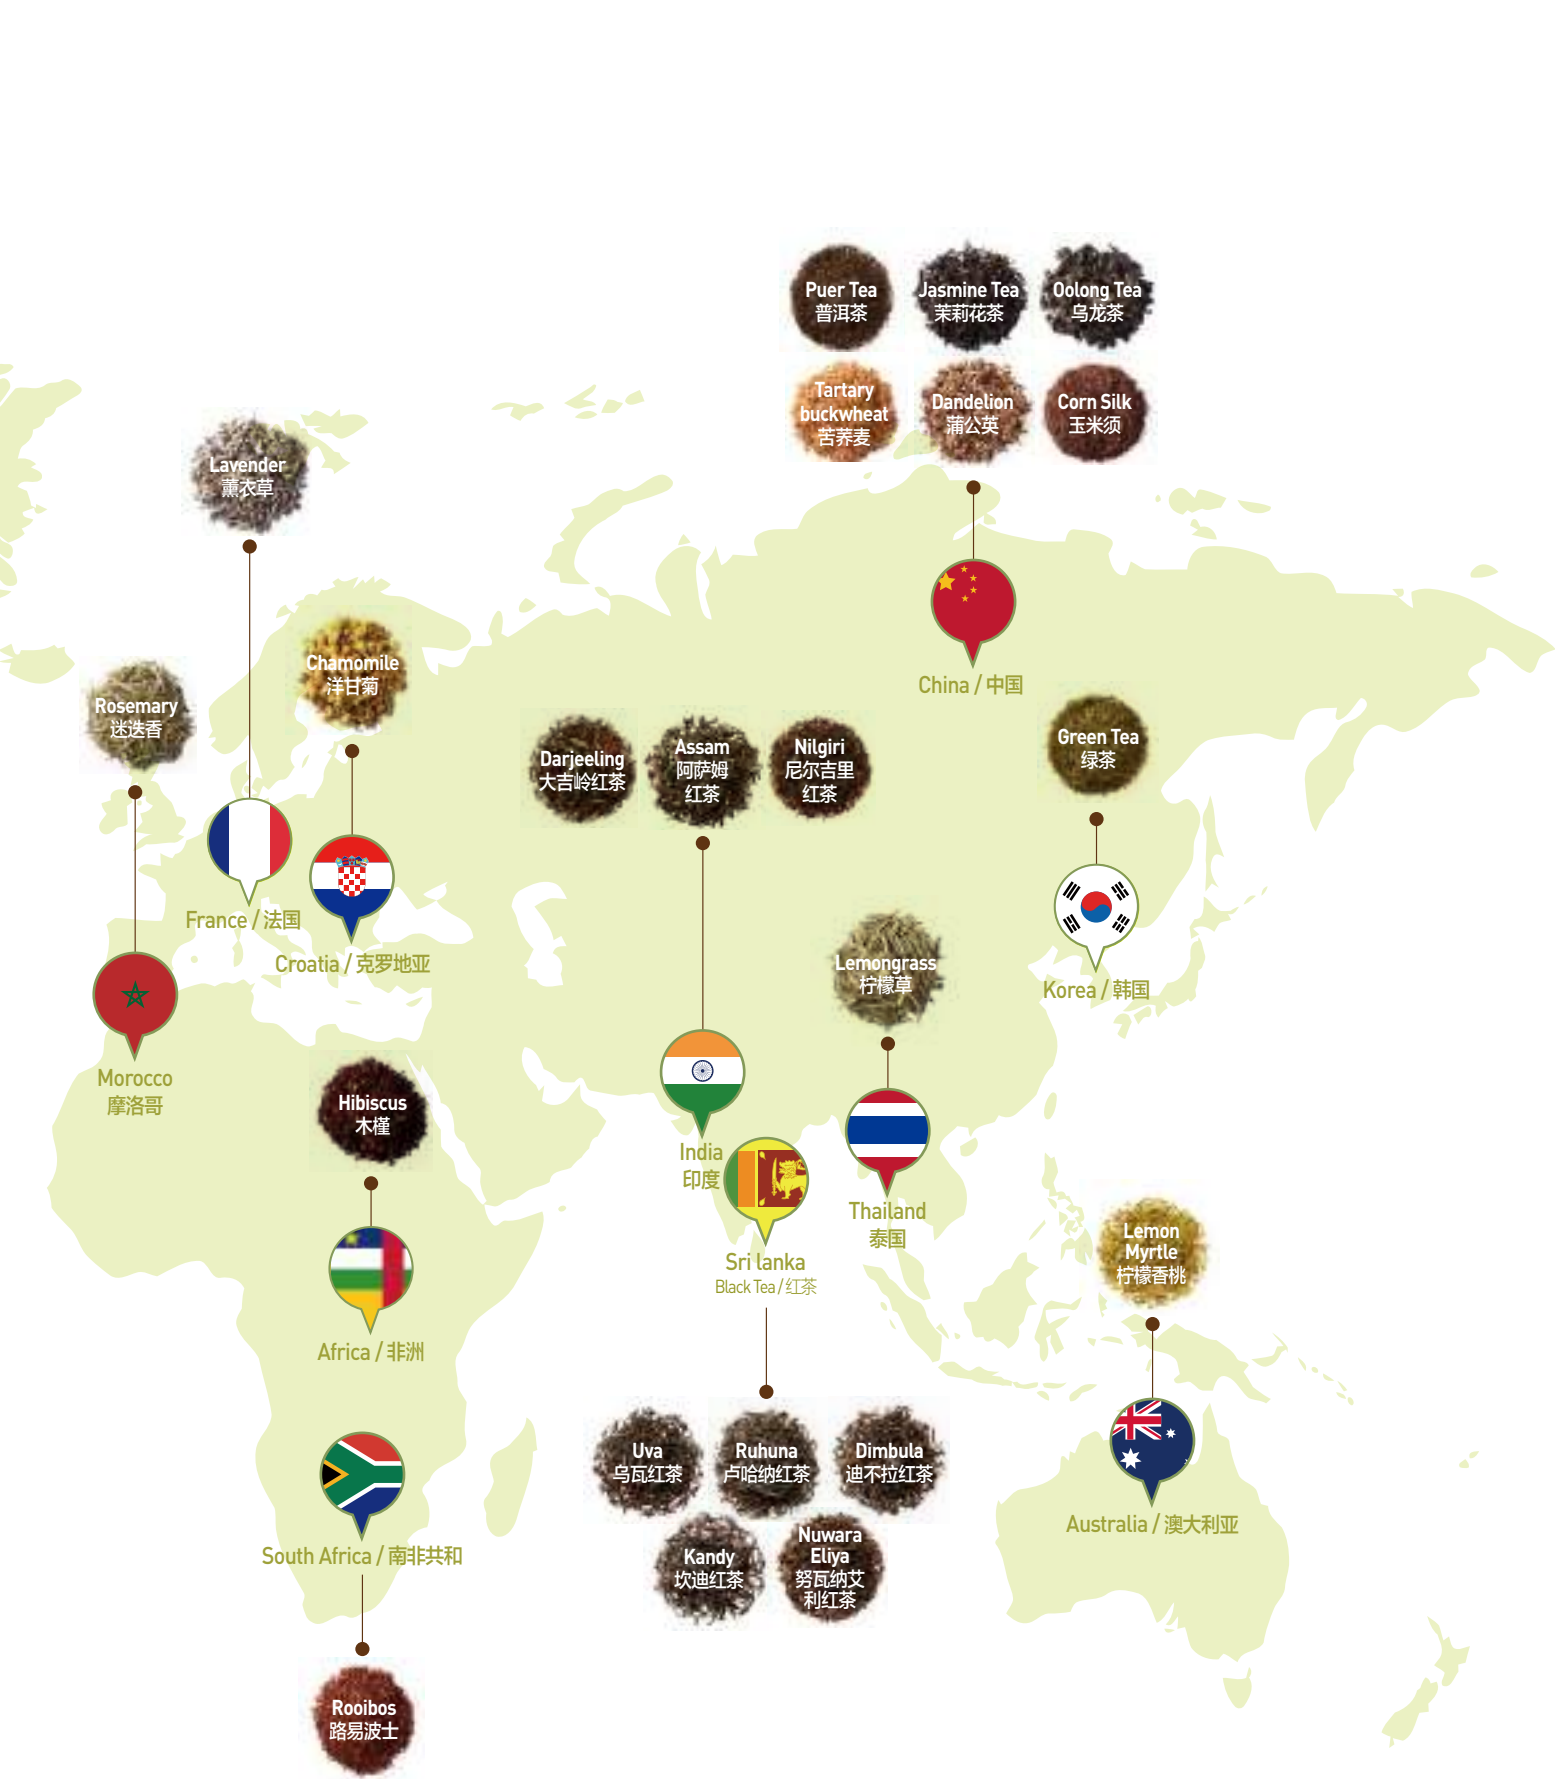 Puer Tea
普洱茶
Jasmine Tea
茉莉花茶
Oolong Tea
乌龙茶
Tartary
buckwheat
苦荞麦
Dandelion
蒲公英
Corn Silk
玉米须
China / 中国
Lavender
薰衣草
France / 法国
Chamomile
洋甘菊
Croatia / 克罗地亚
Rosemary
迷迭香
Morocco
摩洛哥
Darjeeling
大吉岭红茶
Assam
阿萨姆
红茶
Nilgiri
尼尔吉里
红茶
India
印度
Green Tea
绿茶
Korea / 韩国
Lemongrass
柠檬草
Thailand
泰国
Hibiscus
木槿
Africa / 非洲
Sri lanka
Black Tea / 红茶
Uva
乌瓦红茶
Ruhuna
卢哈纳红茶
Dimbula
迪不拉红茶
Kandy
坎迪红茶
Nuwara
Eliya
努瓦纳艾
利红茶
Lemon
Myrtle
柠檬香桃
Australia / 澳大利亚
South Africa / 南非共和
Rooibos
路易波士